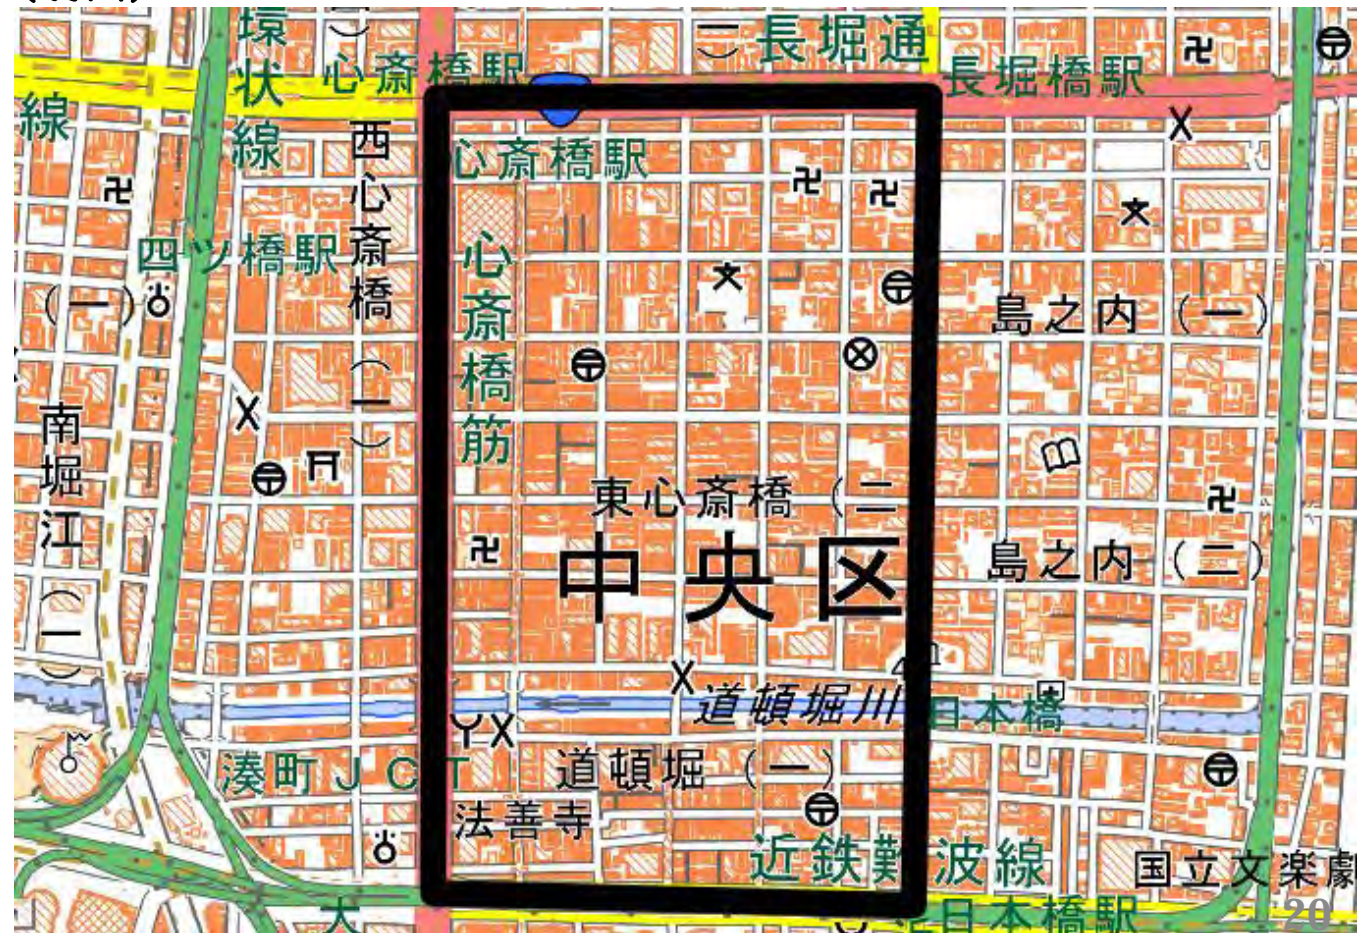 環状線
心斎橋駅
長堀通
長堀橋駅
線
西心斎橋（一）
心斎橋駅
四ツ橋駅
（一）
心斎橋筋
島之内（一）
南堀江（一）
東心斎橋（二
中央区
島之内（二）
道頓堀川
日本橋
湊町ＪＣＴ
道頓堀（一）
法善寺
近鉄難波線
国立文楽劇
大
日本橋駅
20